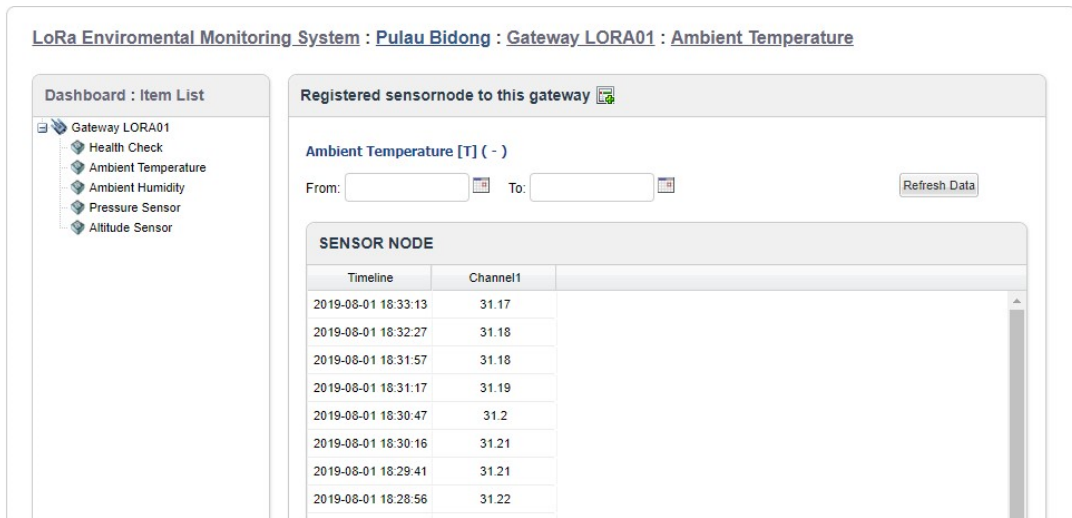 LoRa Enviromental Monitoring System : Pulau Bidong : Gateway LORA01 : Ambient Temperature
Dashboard : Item List
Gateway LORA01
Health Check
Ambient Temperature
Ambient Humidity
Pressure Sensor
Altitude Sensor
Registered sensornode to this gateway
Ambient Temperature [T] ( - )
From: To: Refresh Data
SENSOR NODE
Timeline Channel1
2019-08-01 18:33:13 31.17
2019-08-01 18:32:27 31.18
2019-08-01 18:31:57 31.18
2019-08-01 18:31:17 31.19
2019-08-01 18:30:47 31.2
2019-08-01 18:30:16 31.21
2019-08-01 18:29:41 31.21
2019-08-01 18:28:56 31.22